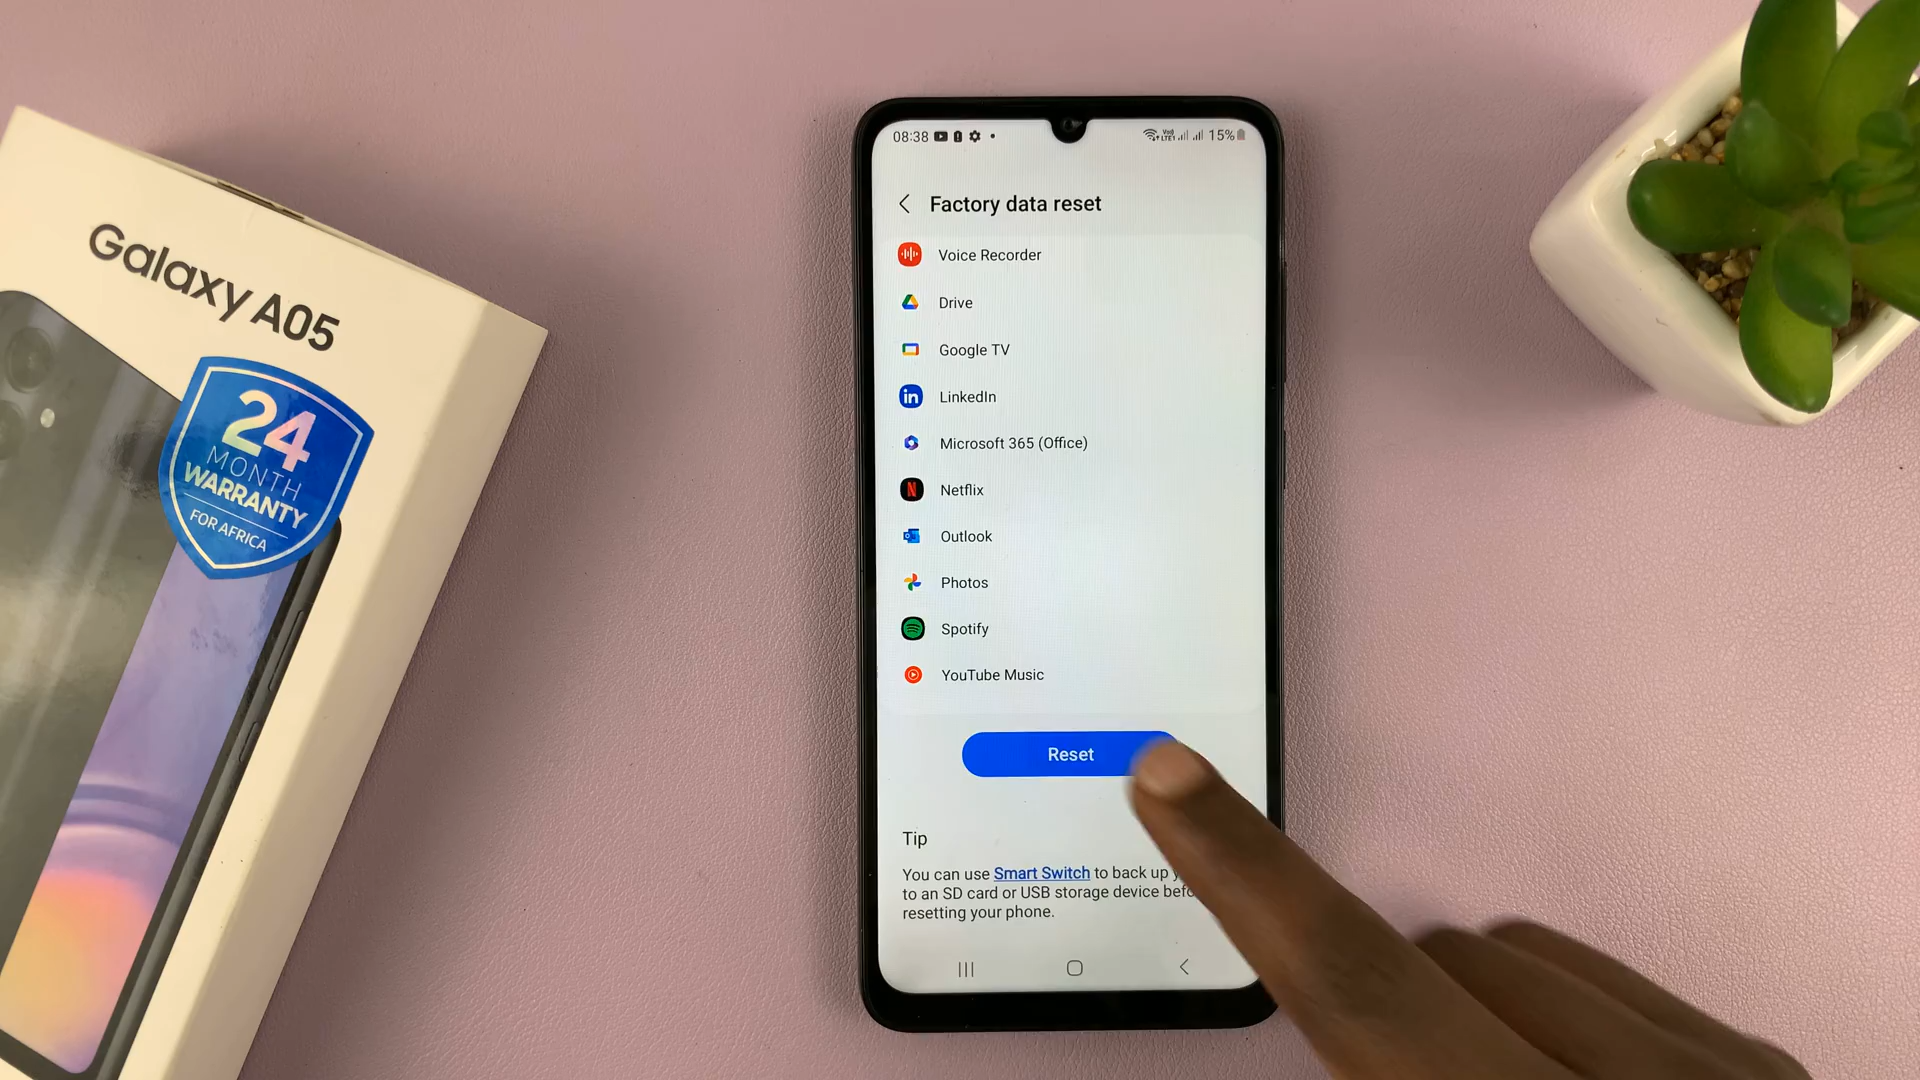 Galaxy A05
24
MONTH
WARRANTY
FOR AFRICA
08:38
15%
Factory data reset
Voice Recorder
Drive
Google TV
LinkedIn
Microsoft 365 (Office)
Netflix
Outlook
Photos
Spotify
YouTube Music
Reset
Tip
You can use Smart Switch to back up
to an SD card or USB storage device
resetting your phone.